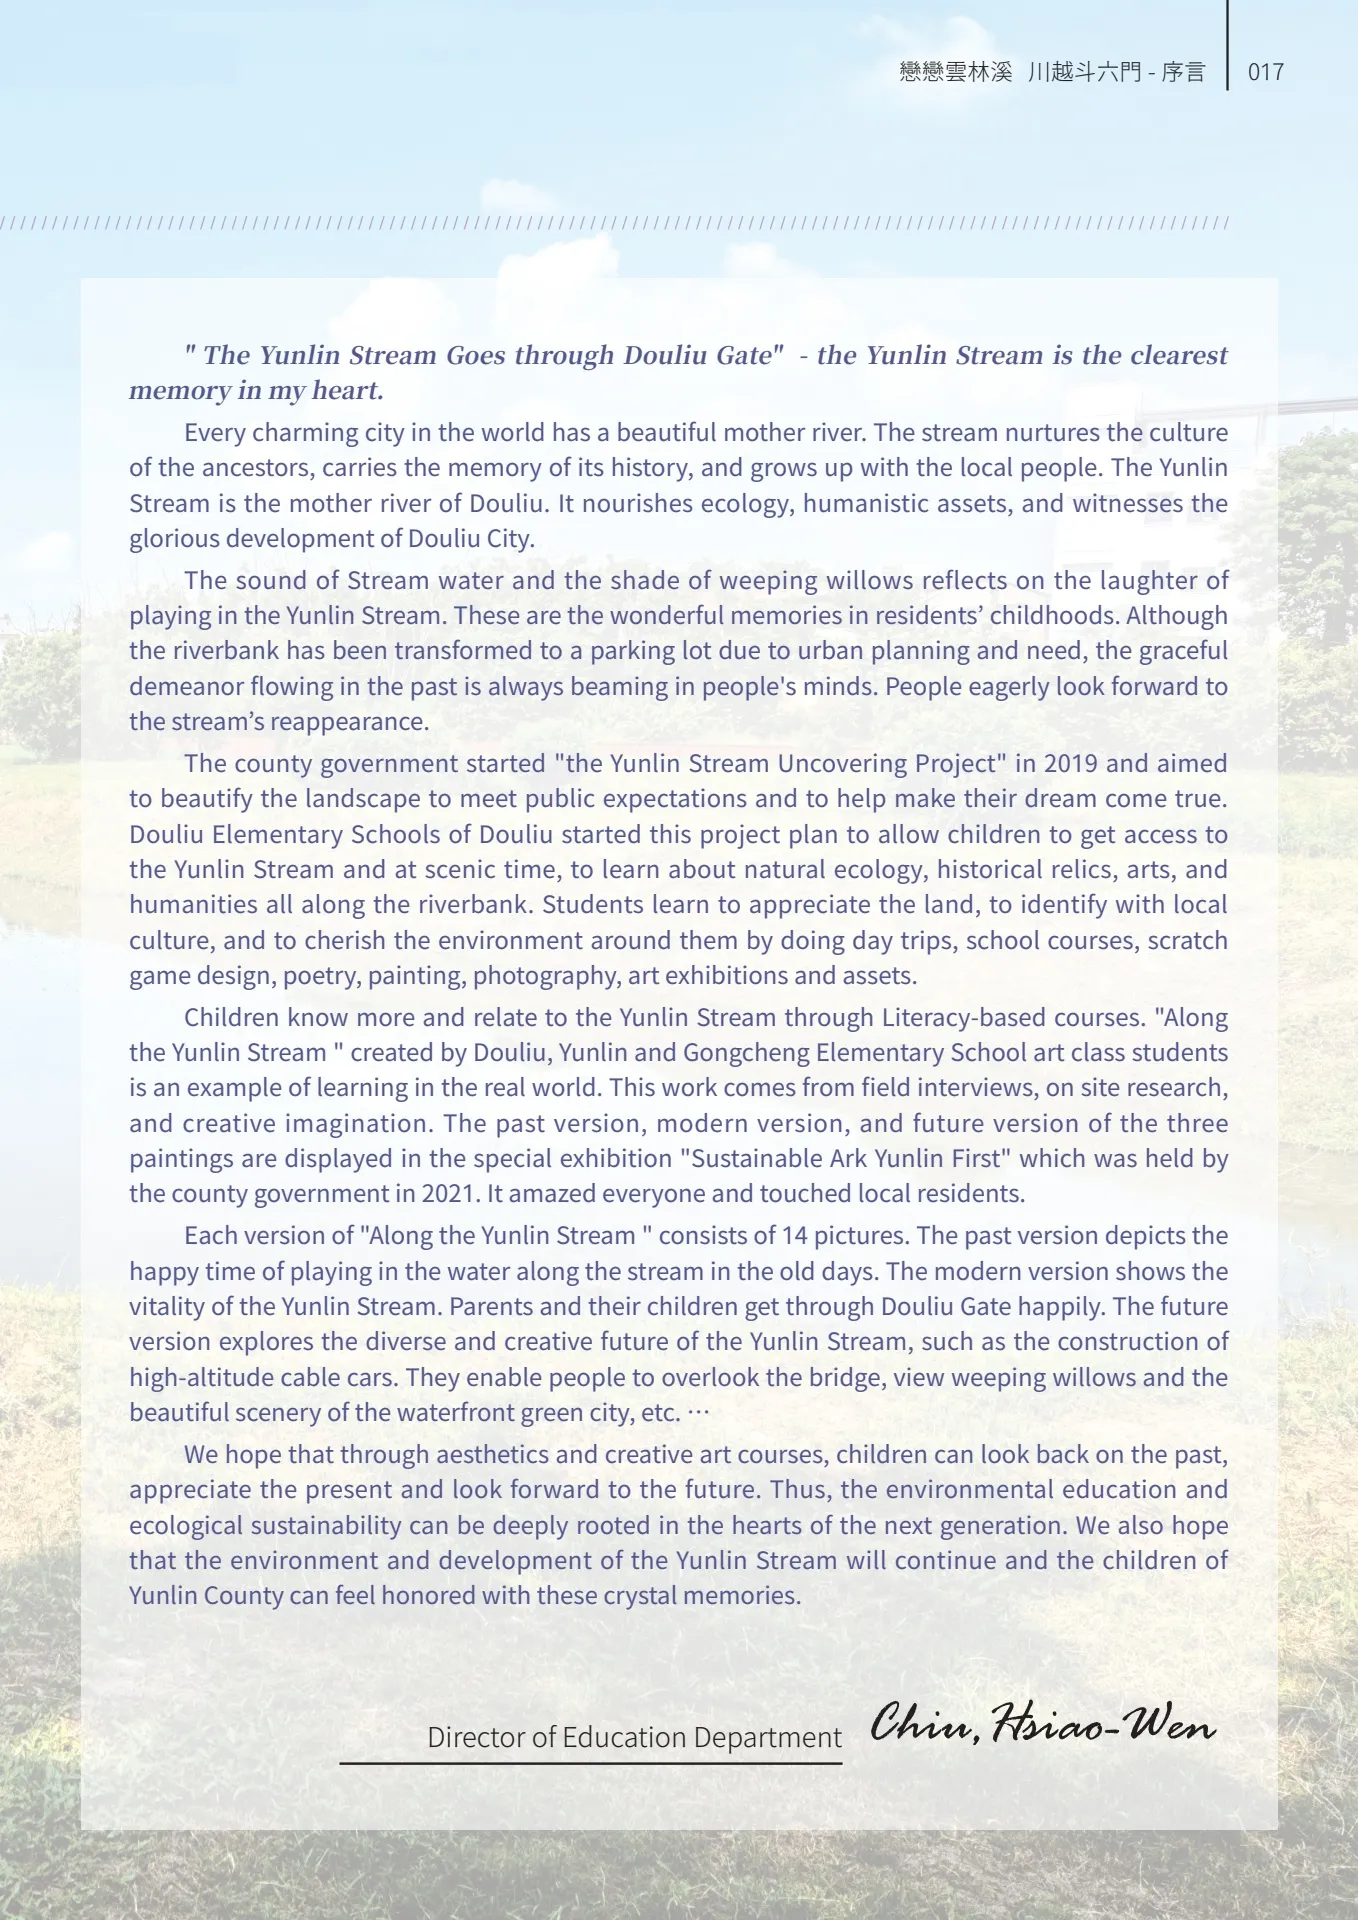 戀戀雲林溪 川越斗六門 - 序言 017
" The Yunlin Stream Goes through Douliu Gate" - the Yunlin Stream is the clearest
memory in my heart.
Every charming city in the world has a beautiful mother river. The stream nurtures the culture
of the ancestors, carries the memory of its history, and grows up with the local people. The Yunlin
Stream is the mother river of Douliu. It nourishes ecology, humanistic assets, and witnesses the
glorious development of Douliu City.
The sound of Stream water and the shade of weeping willows reflects on the laughter of
playing in the Yunlin Stream. These are the wonderful memories in residents’ childhoods. Although
the riverbank has been transformed to a parking lot due to urban planning and need, the graceful
demeanor flowing in the past is always beaming in people's minds. People eagerly look forward to
the stream’s reappearance.
The county government started "the Yunlin Stream Uncovering Project" in 2019 and aimed
to beautify the landscape to meet public expectations and to help make their dream come true.
Douliu Elementary Schools of Douliu started this project plan to allow children to get access to
the Yunlin Stream and at scenic time, to learn about natural ecology, historical relics, arts, and
humanities all along the riverbank. Students learn to appreciate the land, to identify with local
culture, and to cherish the environment around them by doing day trips, school courses, scratch
game design, poetry, painting, photography, art exhibitions and assets.
Children know more and relate to the Yunlin Stream through Literacy-based courses. "Along
the Yunlin Stream " created by Douliu, Yunlin and Gongcheng Elementary School art class students
is an example of learning in the real world. This work comes from field interviews, on site research,
and creative imagination. The past version, modern version, and future version of the three
paintings are displayed in the special exhibition "Sustainable Ark Yunlin First" which was held by
the county government in 2021. It amazed everyone and touched local residents.
Each version of "Along the Yunlin Stream " consists of 14 pictures. The past version depicts the
happy time of playing in the water along the stream in the old days. The modern version shows the
vitality of the Yunlin Stream. Parents and their children get through Douliu Gate happily. The future
version explores the diverse and creative future of the Yunlin Stream, such as the construction of
high-altitude cable cars. They enable people to overlook the bridge, view weeping willows and the
beautiful scenery of the waterfront green city, etc. ⋯
We hope that through aesthetics and creative art courses, children can look back on the past,
appreciate the present and look forward to the future. Thus, the environmental education and
ecological sustainability can be deeply rooted in the hearts of the next generation. We also hope
that the environment and development of the Yunlin Stream will continue and the children of
Yunlin County can feel honored with these crystal memories.
Director of Education Department Chiu, Hsiao-Wen